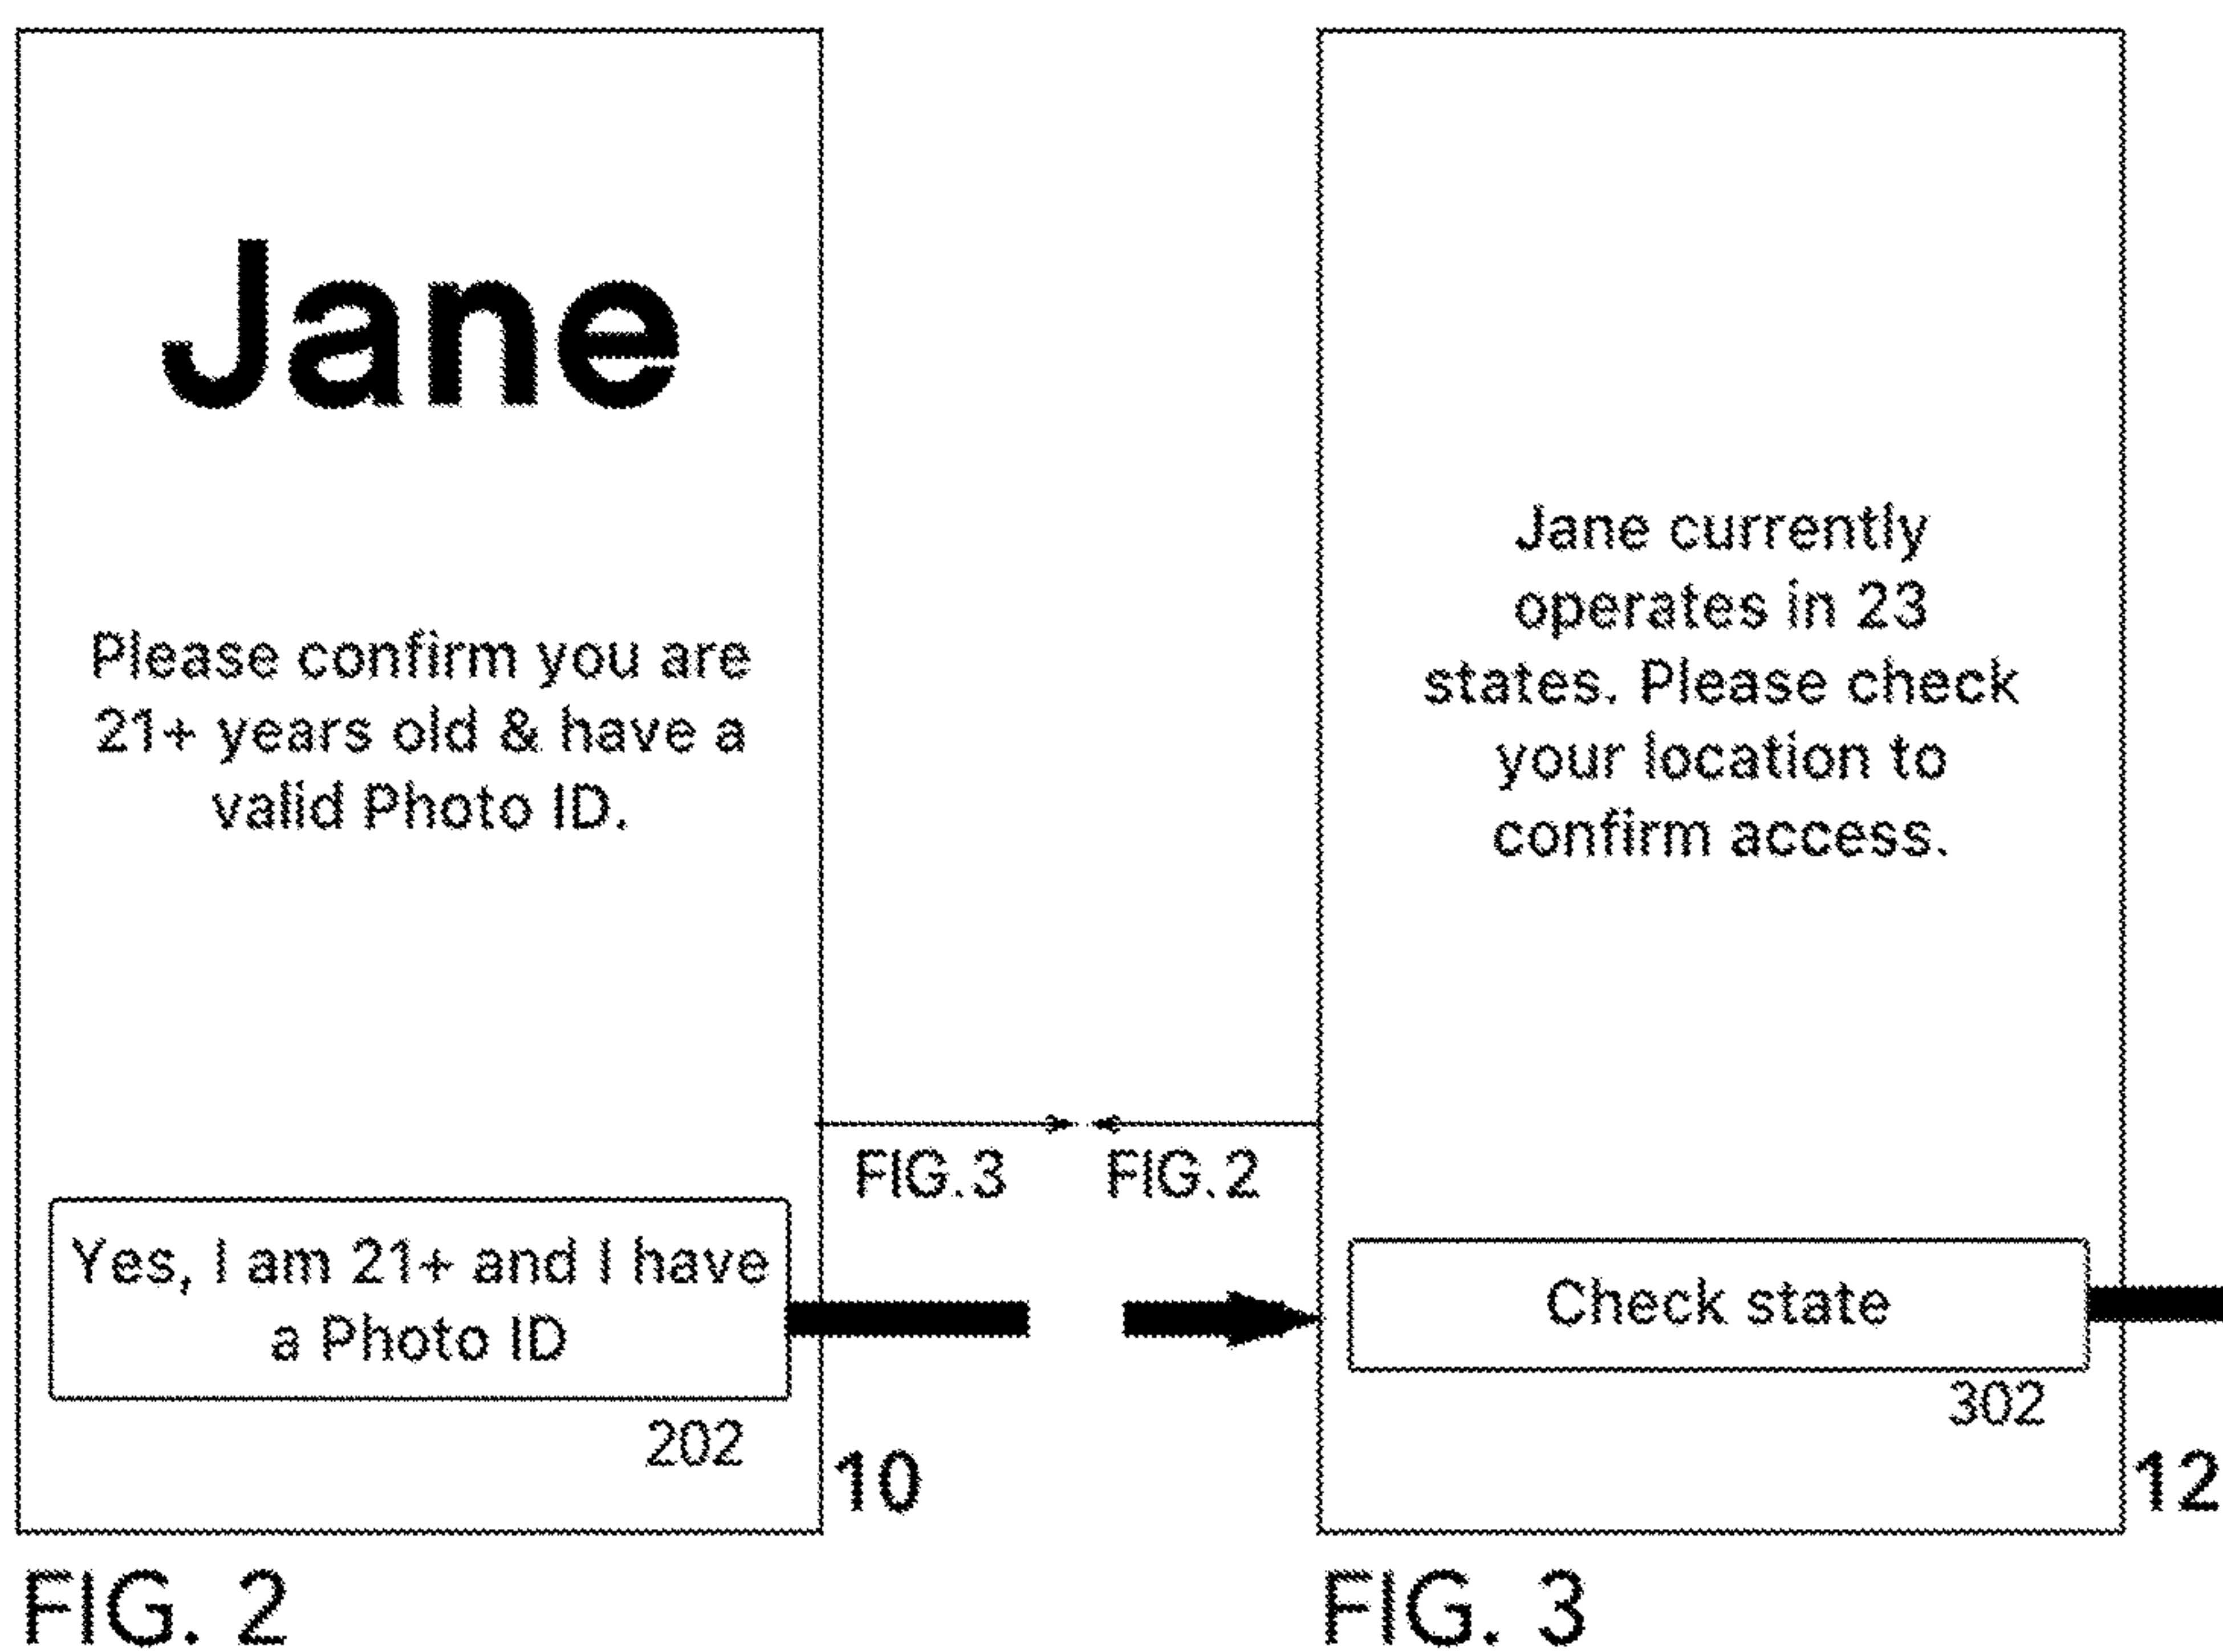 Jane
Please confirm you are
21+ years old & have a
valid Photo ID.
Yes, I am 21+ and I have
a Photo ID
202
10
FIG. 2
FIG.3
FIG.2
Jane currently
operates in 23
states. Please check
your location to
confirm access.
Check state
302
12
FIG. 3